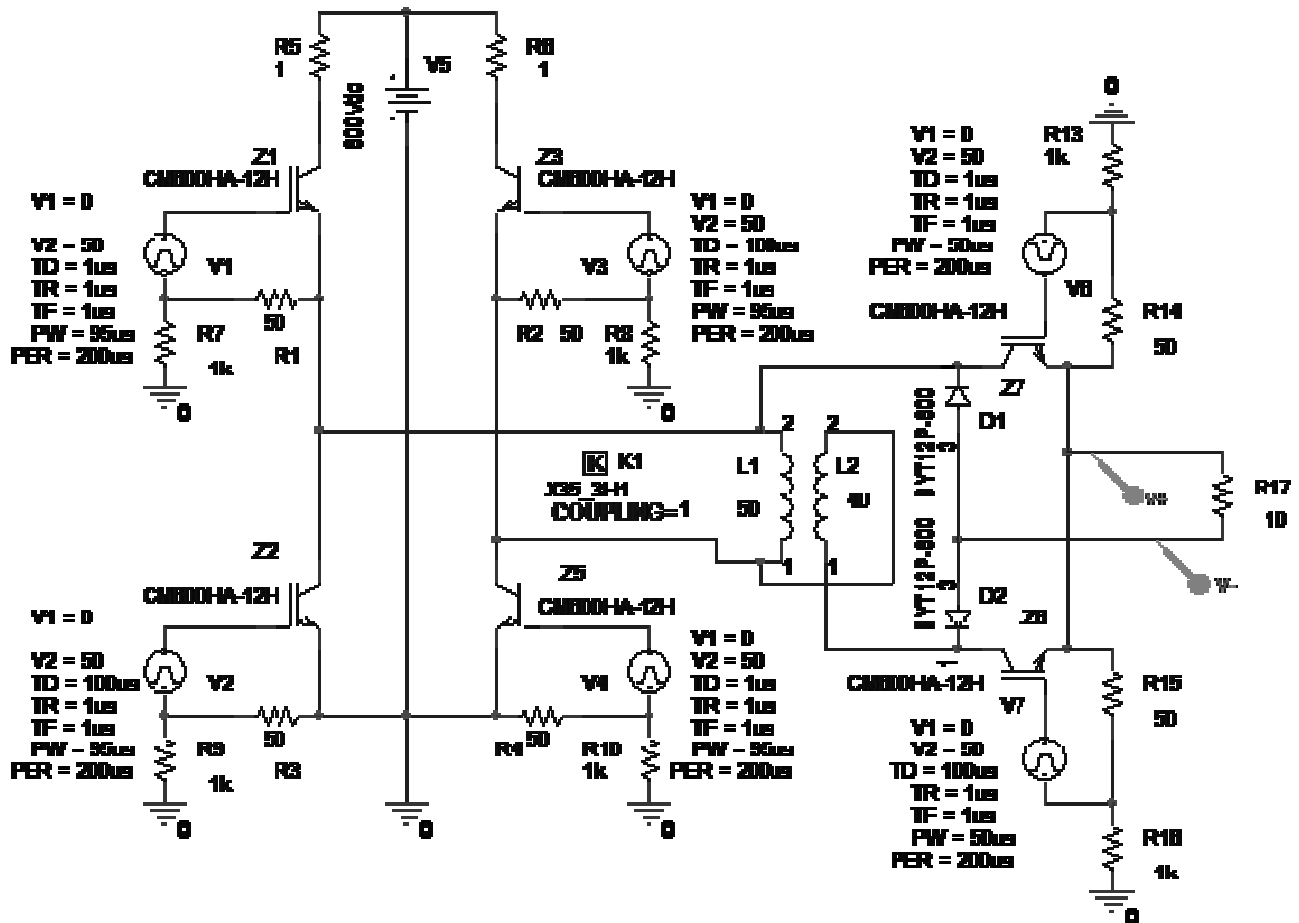 R5
1
V5
R6
1
Z1
CM600HA-12H
V1 = 0
V2 = 50
TD = 1us
TR = 1us
TF = 1us
PW = 95us
PER = 200us
V1
R7
1k
50
R1
0
Z3
CM600HA-12H
V1 = 0
V2 = 50
TD = 100us
TR = 1us
TF = 1us
PW = 95us
PER = 200us
V3
R2 50
1k
0
V1 = 0
V2 = 50
TD = 1us
TR = 1us
TF = 1us
PW = 50us
PER = 200us
0
R13
1k
CM600HA-12H
R14
50
Z7
K K1
COUPLING=1
2
L1
50
1
2
L2
1
D1
D2
R17
10
Z2
CM600HA-12H
V1 = 0
V2 = 50
TD = 100us
TR = 1us
TF = 1us
PW = 95us
PER = 200us
V2
R9
1k
50
R3
0
0
Z5
CM600HA-12H
V1 = 0
V2 = 50
TD = 1us
TR = 1us
TF = 1us
PW = 95us
PER = 200us
V4
R4
50
R10
1k
0
CM600HA-12H
V7
R15
50
V1 = 0
V2 = 50
TD = 100us
TR = 1us
TF = 1us
PW = 50us
PER = 200us
R16
1k
0